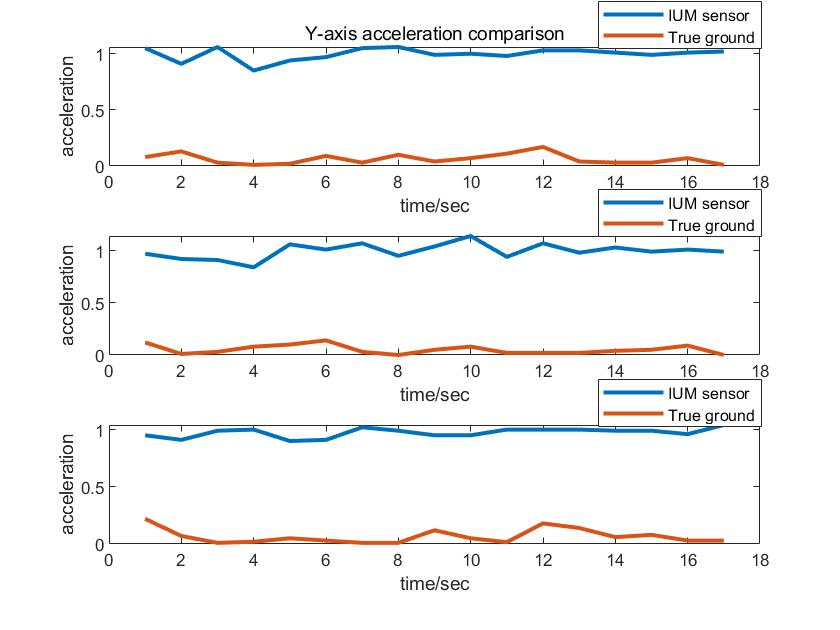 Y-axis acceleration comparison
IUM sensor
True ground
acceleration
1
0.5
0
0 2 4 6 8 10 12 14 16 18
time/sec
IUM sensor
True ground
acceleration
1
0.5
0
0 2 4 6 8 10 12 14 16 18
time/sec
IUM sensor
True ground
acceleration
1
0.5
0
0 2 4 6 8 10 12 14 16 18
time/sec